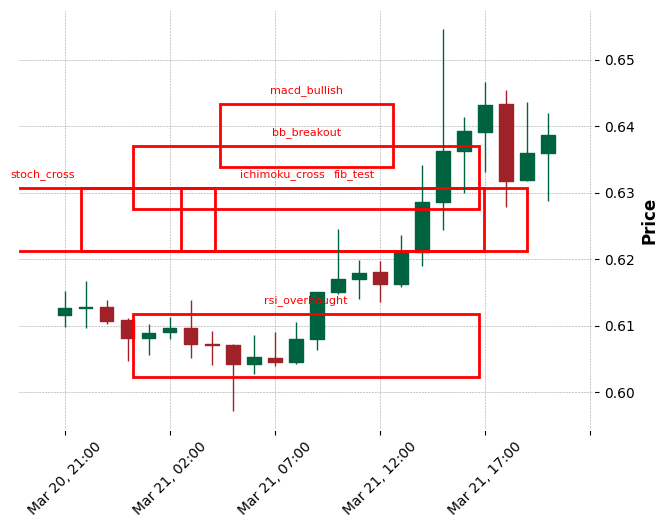 0.65
macd_bullish
0.64
bb_breakout
stoch_cross ichimoku_cross fib_test
0.63
Price
0.62
rsi_overbought
0.61
0.60
Mar 20, 21:00 Mar 21, 02:00 Mar 21, 07:00 Mar 21, 12:00 Mar 21, 17:00